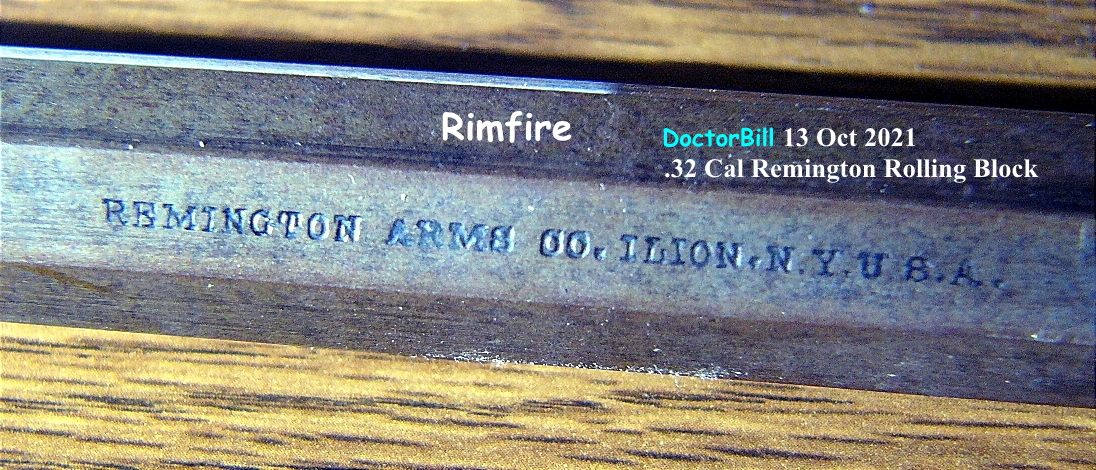 Rimfire
DoctorBill 13 Oct 2021
.32 Cal Remington Rolling Block
REMINGTON ARMS CO. ILION. N.Y. U.S.A.